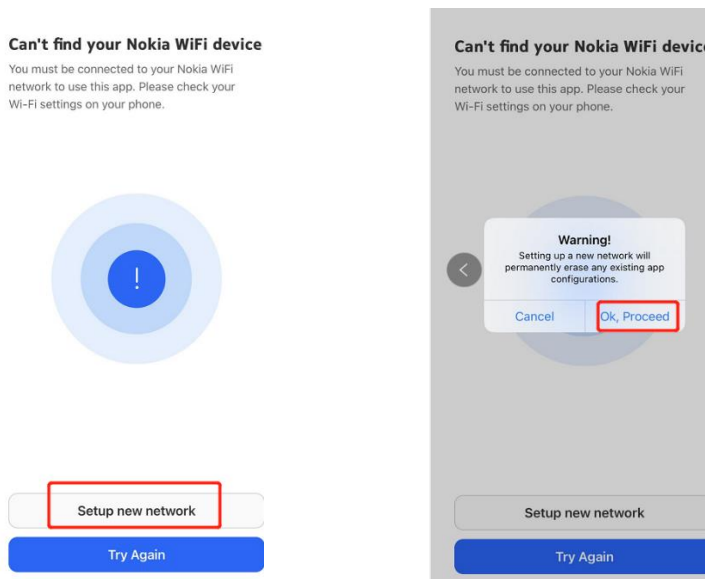 Can't find your Nokia WiFi device
You must be connected to your Nokia WiFi
network to use this app. Please check your
Wi-Fi settings on your phone.
!
Setup new network
Try Again
Can't find your Nokia WiFi device
You must be connected to your Nokia WiFi
network to use this app. Please check your
Wi-Fi settings on your phone.
Warning!
Setting up a new network will
permanently erase any existing app
configurations.
Cancel
Ok, Proceed
Setup new network
Try Again